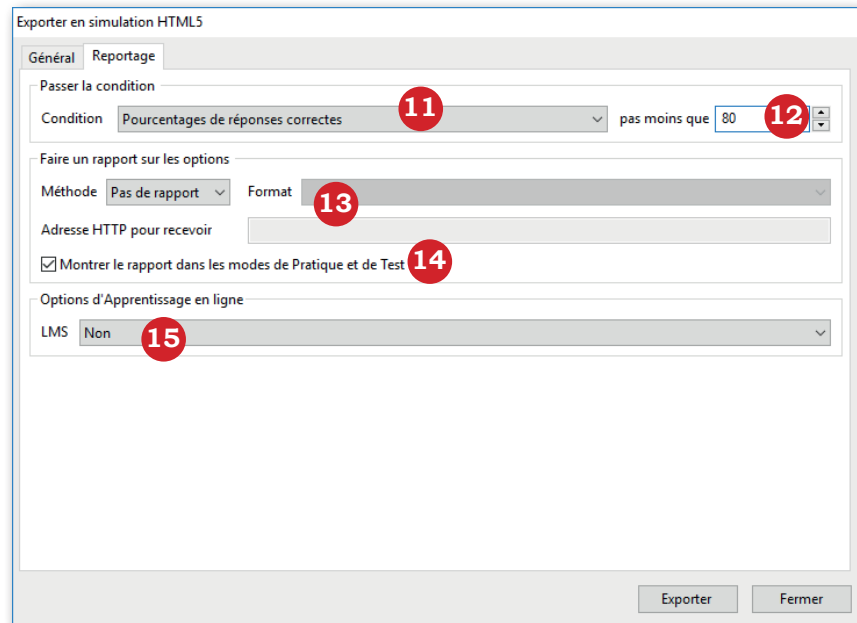 Exporter en simulation HTML5
Général Reportage
Passer la condition
Condition Pourcentages de réponses correctes 11 pas moins que 80 12
Faire un rapport sur les options
Méthode Pas de rapport Format 13
Adresse HTTP pour recevoir
Montrer le rapport dans les modes de Pratique et de Test 14
Options d'Apprentissage en ligne
LMS Non 15
Exporter Fermer